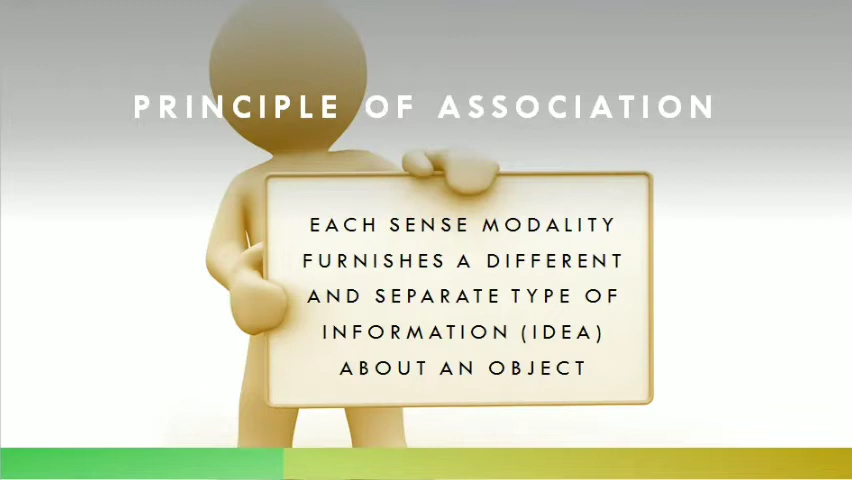 PRINCIPLE OF ASSOCIATION
EACH SENSE MODALITY
FURNISHES A DIFFERENT
AND SEPARATE TYPE OF
INFORMATION (IDEA)
ABOUT AN OBJECT